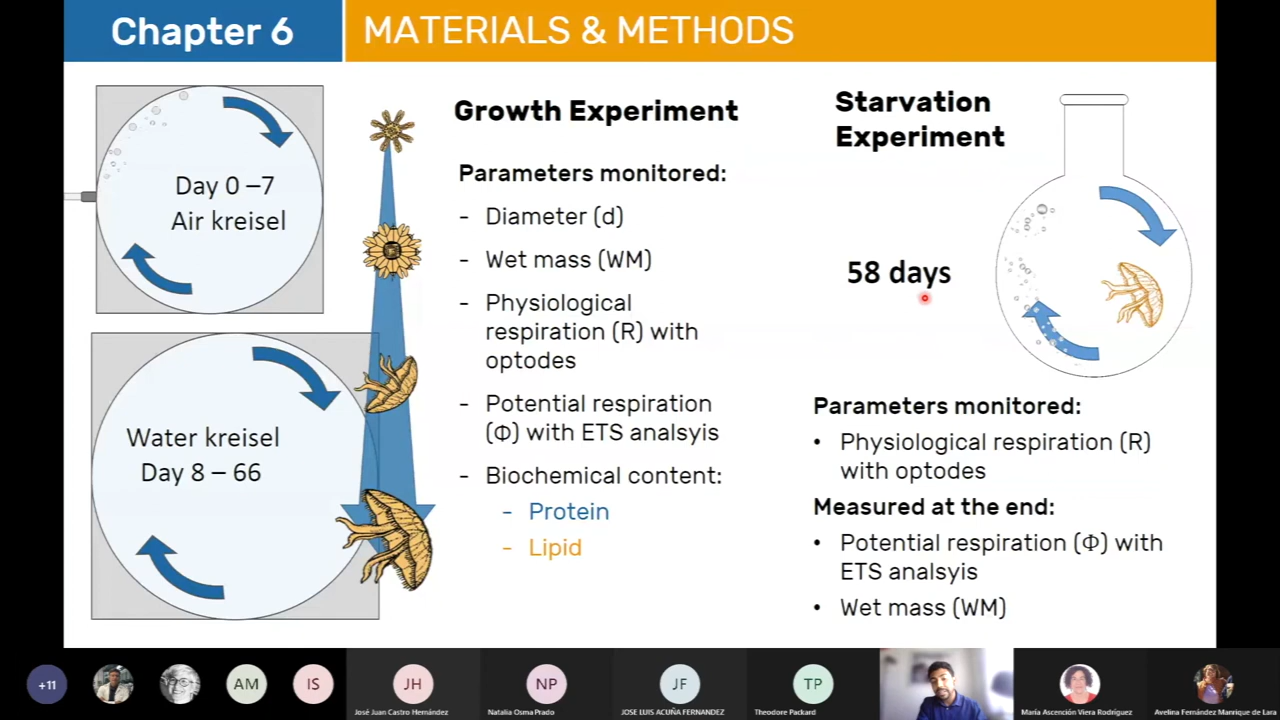 Chapter 6
MATERIALS & METHODS
Day 0 –7
Air kreisel
Water kreisel
Day 8 – 66
Growth Experiment
Parameters monitored:
- Diameter (d)
- Wet mass (WM)
- Physiological
respiration (R) with
optodes
- Potential respiration
(Φ) with ETS analsyis
- Biochemical content:
- Protein
- Lipid
Starvation
Experiment
58 days
Parameters monitored:
• Physiological respiration (R)
with optodes
Measured at the end:
• Potential respiration (Φ) with
ETS analsyis
• Wet mass (WM)
+11
AM
IS
JH
José Juan Castro Hernández
NP
Natalia Osma Prado
JF
JOSE LUIS ACUÑA FERNANDEZ
TP
Theodore Packard
María Ascención Viera Rodríguez
Avelina Fernández Manrique de Lara